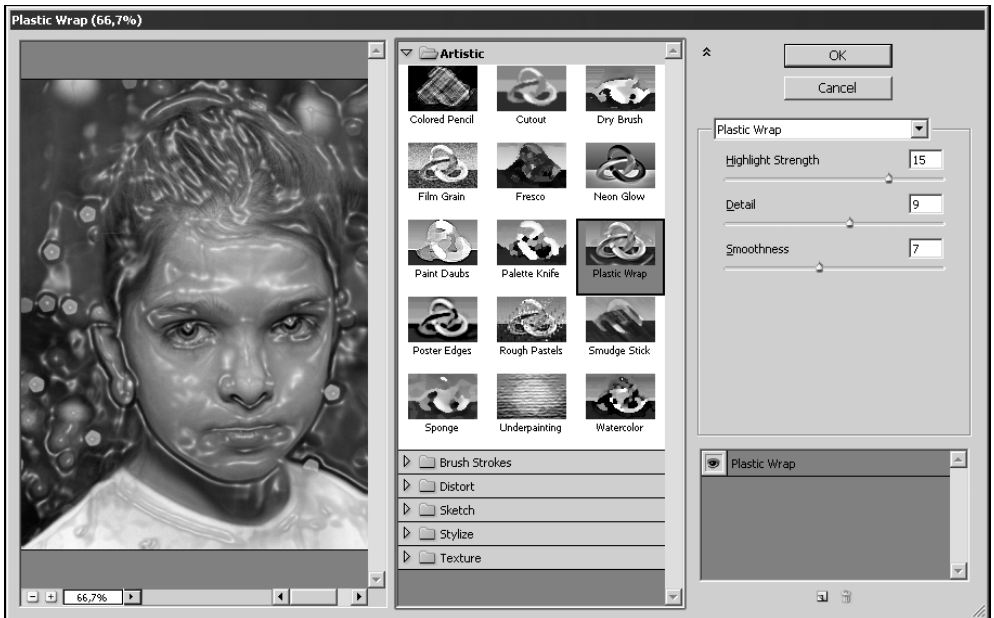 Plastic Wrap (66,7%)
Artistic
Colored Pencil
Cutout
Dry Brush
Film Grain
Fresco
Neon Glow
Paint Daubs
Palette Knife
Plastic Wrap
Poster Edges
Rough Pastels
Smudge Stick
Sponge
Underpainting
Watercolor
Brush Strokes
Distort
Sketch
Stylize
Texture
66,7%
OK
Cancel
Plastic Wrap
Highlight Strength 15
Detail 9
Smoothness 7
Plastic Wrap